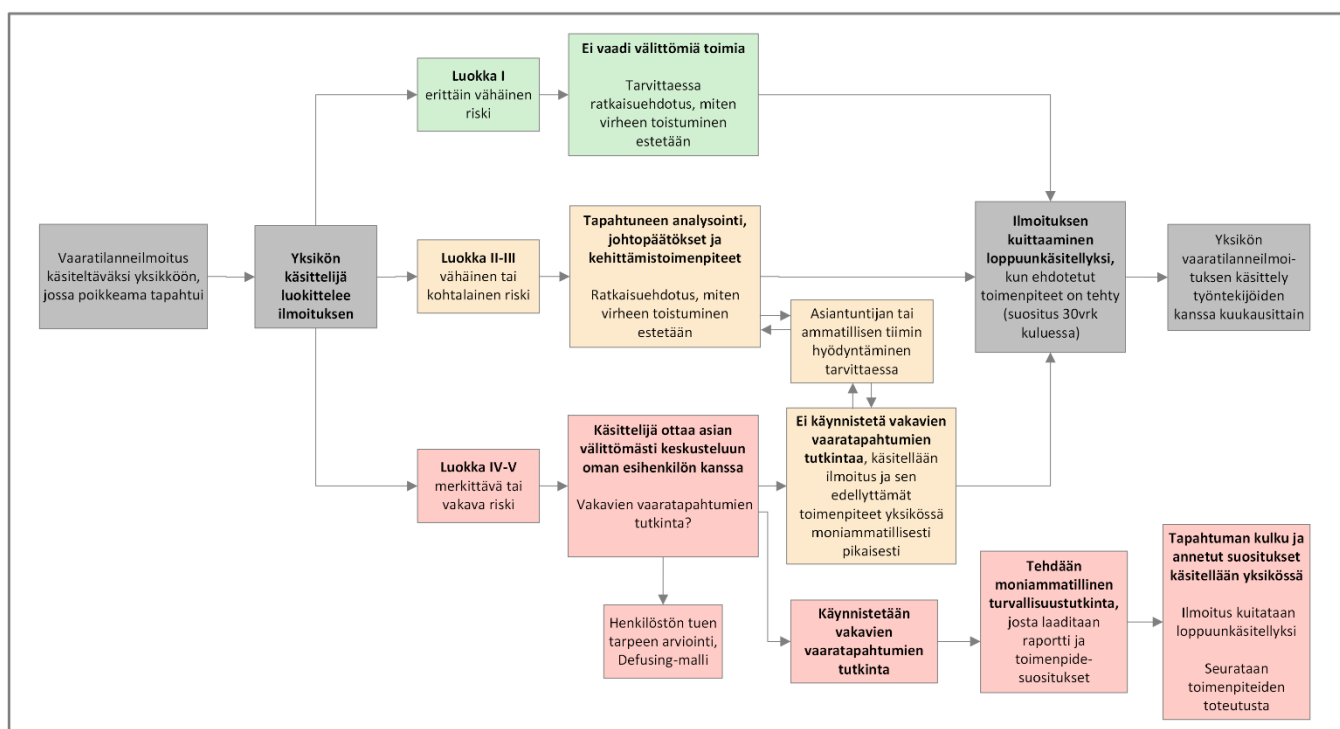 Vaaratilanneilmoitus
käsiteltäväksi yksikköön,
jossa poikkeama tapahtui
Yksikön
käsittelijä
luokittelee
ilmoituksen
Luokka I
erittäin vähäinen
riski
Ei vaadi välittömiä toimia
Tarvittaessa
ratkaisuehdotus, miten
virheen toistuminen
estetään
Luokka II-III
vähäinen tai
kohtalainen riski
Tapahtuneen analysointi,
johtopäätökset ja
kehittämistoimenpiteet
Ratkaisuehdotus, miten
virheen toistuminen
estetään
Asiantuntijan tai
ammatillisen tiimin
hyödyntäminen
tarvittaessa
Ilmoituksen
kuittaaminen
loppuunkäsitellyksi,
kun ehdotetut
toimenpiteet on tehty
(suositus 30vrk
kuluessa)
Yksikön
vaaratilanneilmoi-
tuksen käsittely
työntekijöiden
kanssa kuukausittain
Luokka IV-V
merkittävä tai
vakava riski
Käsittelijä ottaa asian
välittömästi keskusteluun
oman esihenkilön kanssa
Vakavien vaaratapahtumien
tutkinta?
Ei käynnistetä vakavien
vaaratapahtumien
tutkintaa, käsitellään
ilmoitus ja sen
edellyttämät
toimenpiteet yksikössä
moniammatillisesti
pikaisesti
Henkilöstön tuen
tarpeen arviointi,
Defusing-malli
Käynnistetään
vakavien
vaaratapahtumien
tutkinta
Tehdään
moniammatillinen
turvallisuustutkinta,
josta laaditaan
raportti ja
toimenpide-
suositukset
Tapahtuman kulku ja
annetut suositukset
käsitellään yksikössä
Ilmoitus kuitataan
loppuunkäsitellyksi
Seurataan
toimenpiteiden
toteutusta